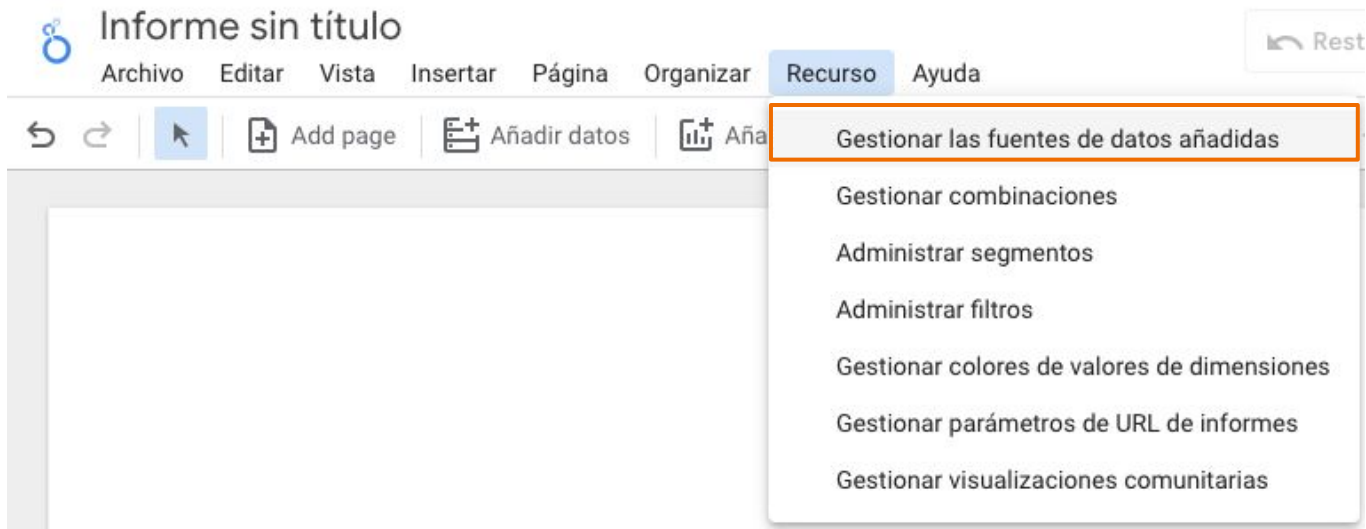 Informe sin título
Rest
Archivo Editar Vista Insertar Página Organizar Recurso Ayuda
Add page Añadir datos Aña
Gestionar las fuentes de datos añadidas
Gestionar combinaciones
Administrar segmentos
Administrar filtros
Gestionar colores de valores de dimensiones
Gestionar parámetros de URL de informes
Gestionar visualizaciones comunitarias